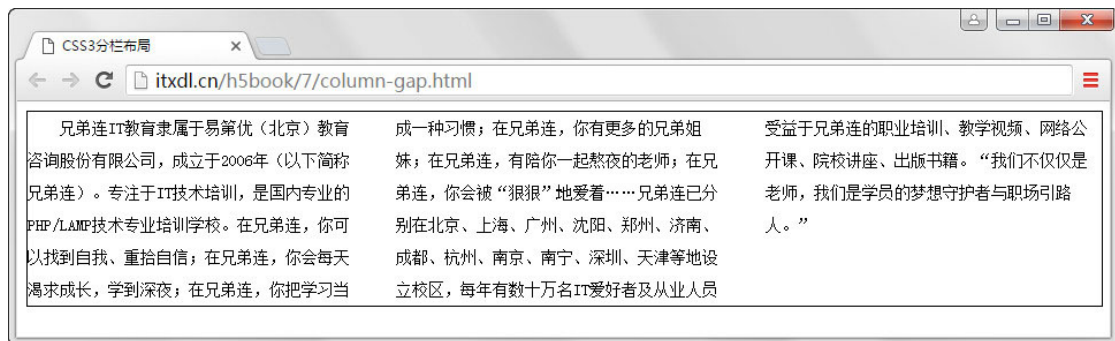 CSS3分栏布局
itxdl.cn/h5book/7/column-gap.html
兄弟连IT教育隶属于易第优（北京）教育
咨询股份有限公司，成立于2006年（以下简称
兄弟连）。专注于IT技术培训，是国内专业的
PHP/LAMP技术专业培训学校。在兄弟连，你可
以找到自我、重拾自信；在兄弟连，你会每天
渴求成长，学到深夜；在兄弟连，你把学习当
成一种习惯；在兄弟连，你有更多的兄弟姐
妹；在兄弟连，有陪你一起熬夜的老师；在兄
弟连，你会被“狠狠”地爱着……兄弟连已分
别在北京、上海、广州、沈阳、郑州、济南、
成都、杭州、南京、南宁、深圳、天津等地设
立校区，每年有数十万名IT爱好者及从业人员
受益于兄弟连的职业培训、教学视频、网络公
开课、院校讲座、出版书籍。“我们不仅仅是
老师，我们是学员的梦想守护者与职场引路
人。”